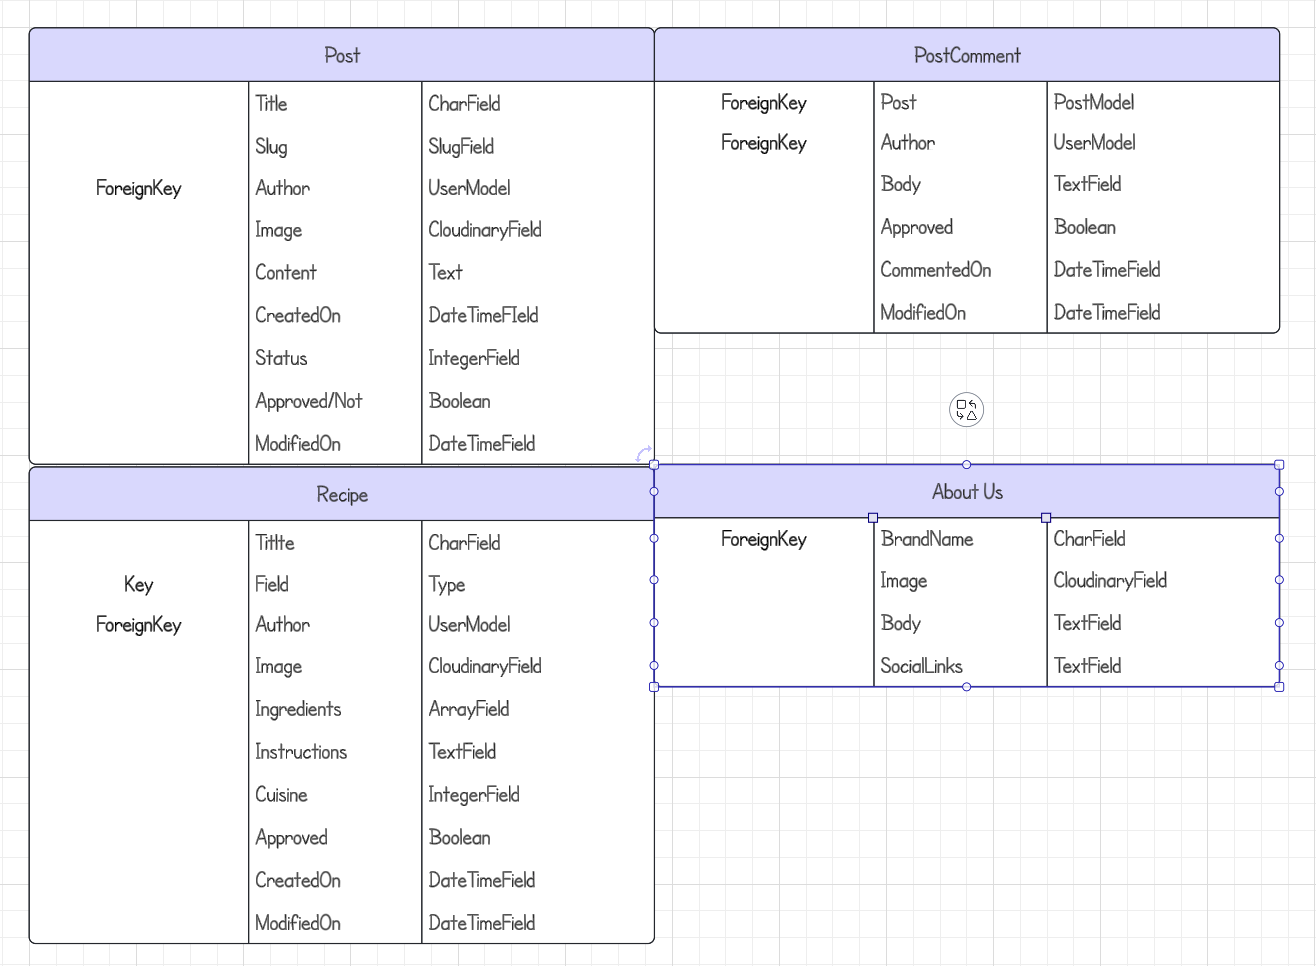 Post
Title CharField
Slug SlugField
ForeignKey Author UserModel
Image CloudinaryField
Content Text
CreatedOn DateTimeFIeld
Status IntegerField
Approved/Not Boolean
ModifiedOn DateTimeField
PostComment
ForeignKey Post PostModel
ForeignKey Author UserModel
Body TextField
Approved Boolean
CommentedOn DateTimeField
ModifiedOn DateTimeField
Recipe
Titlte CharField
Key Field Type
ForeignKey Author UserModel
Image CloudinaryField
Ingredients ArrayField
Instructions TextField
Cuisine IntegerField
Approved Boolean
CreatedOn DateTimeField
ModifiedOn DateTimeField
About Us
ForeignKey BrandName CharField
Image CloudinaryField
Body TextField
SocialLinks TextField